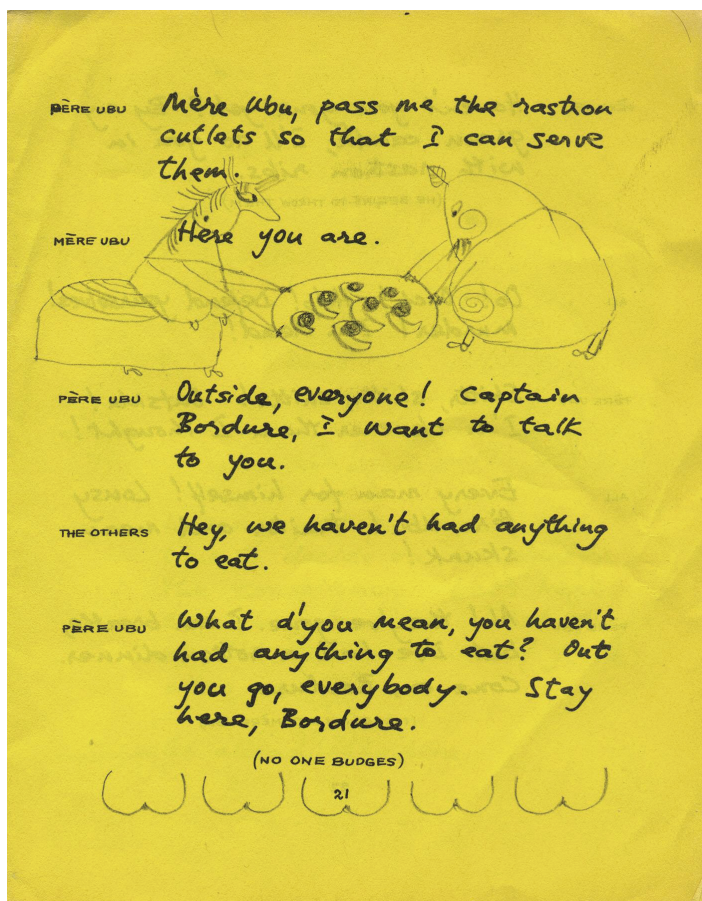 PÈRE UBU Mère Ubu, pass me the rastron
cutlets so that I can serve
them.
MÈRE UBU Here you are.
PÈRE UBU Outside, everyone! Captain
Bordure, I want to talk
to you.
THE OTHERS Hey, we haven't had anything
to eat.
PÈRE UBU What d'you mean, you haven't
had anything to eat? Out
you go, everybody. Stay
here, Bordure.
(NO ONE BUDGES)
21